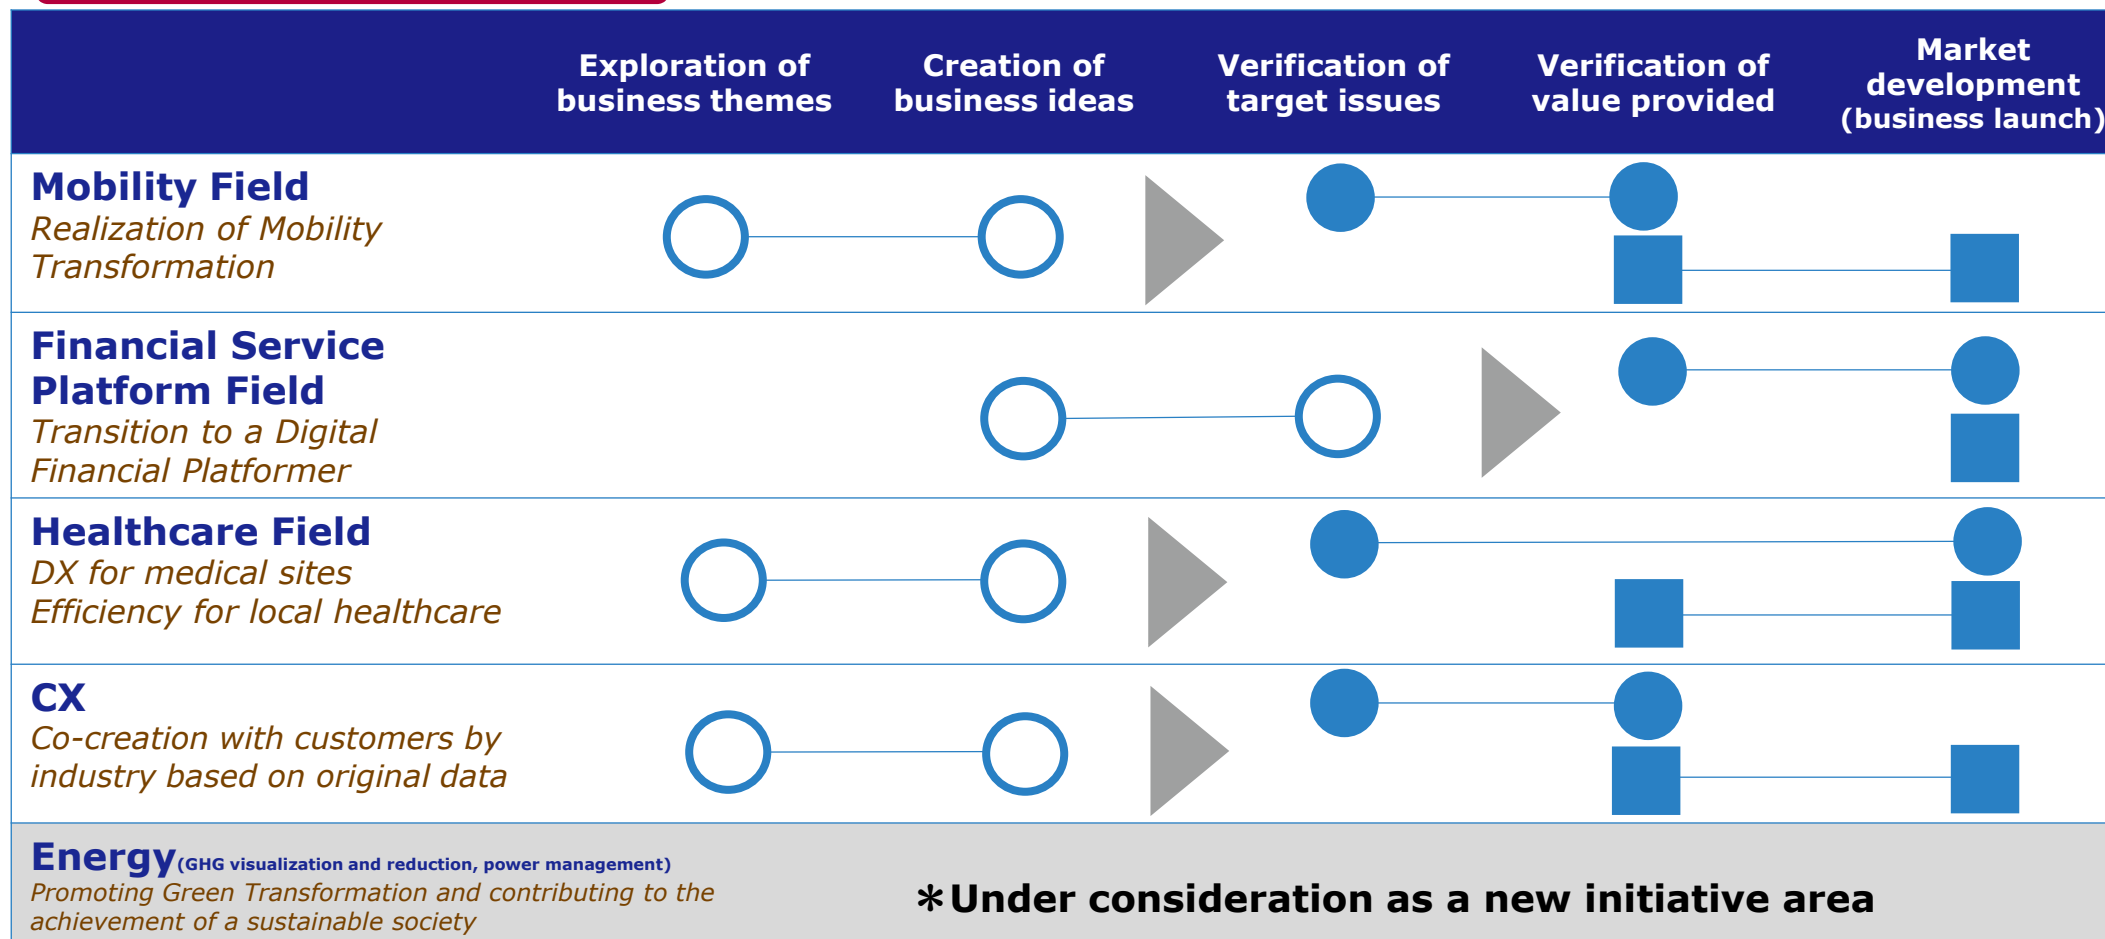 Exploration of
business themes
Creation of
business ideas
Verification of
target issues
Verification of
value provided
Market
development
(business launch)
Mobility Field
Realization of Mobility
Transformation
Financial Service
Platform Field
Transition to a Digital
Financial Platformer
Healthcare Field
DX for medical sites
Efficiency for local healthcare
CX
Co-creation with customers by
industry based on original data
Energy(GHG visualization and reduction, power management)
Promoting Green Transformation and contributing to the
achievement of a sustainable society
＊Under consideration as a new initiative area